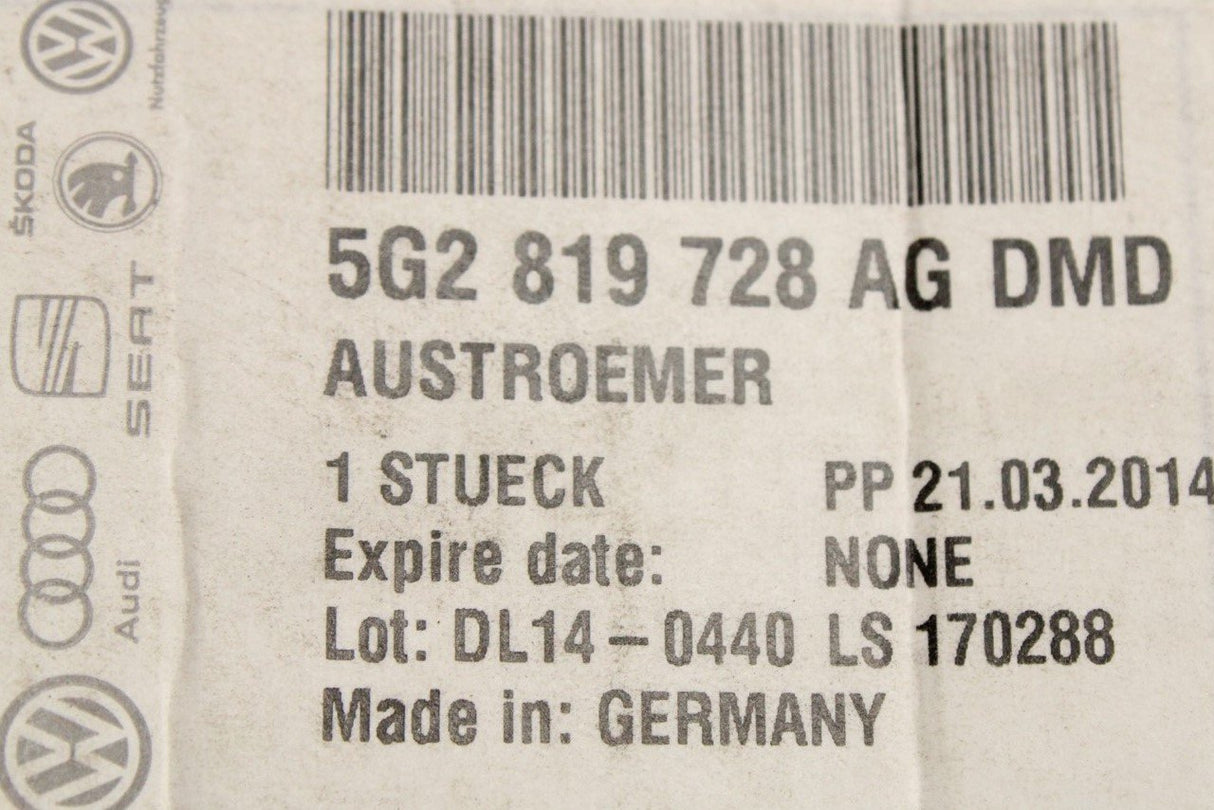 5G2 819 728 AG DMD
AUSTROEMER
1 STUECK PP 21.03.2014
Expire date: NONE
Lot: DL14-0440 LS 170288
Made in: GERMANY
Nutzfahrzeug
ŠKODA
SEAT
Audi